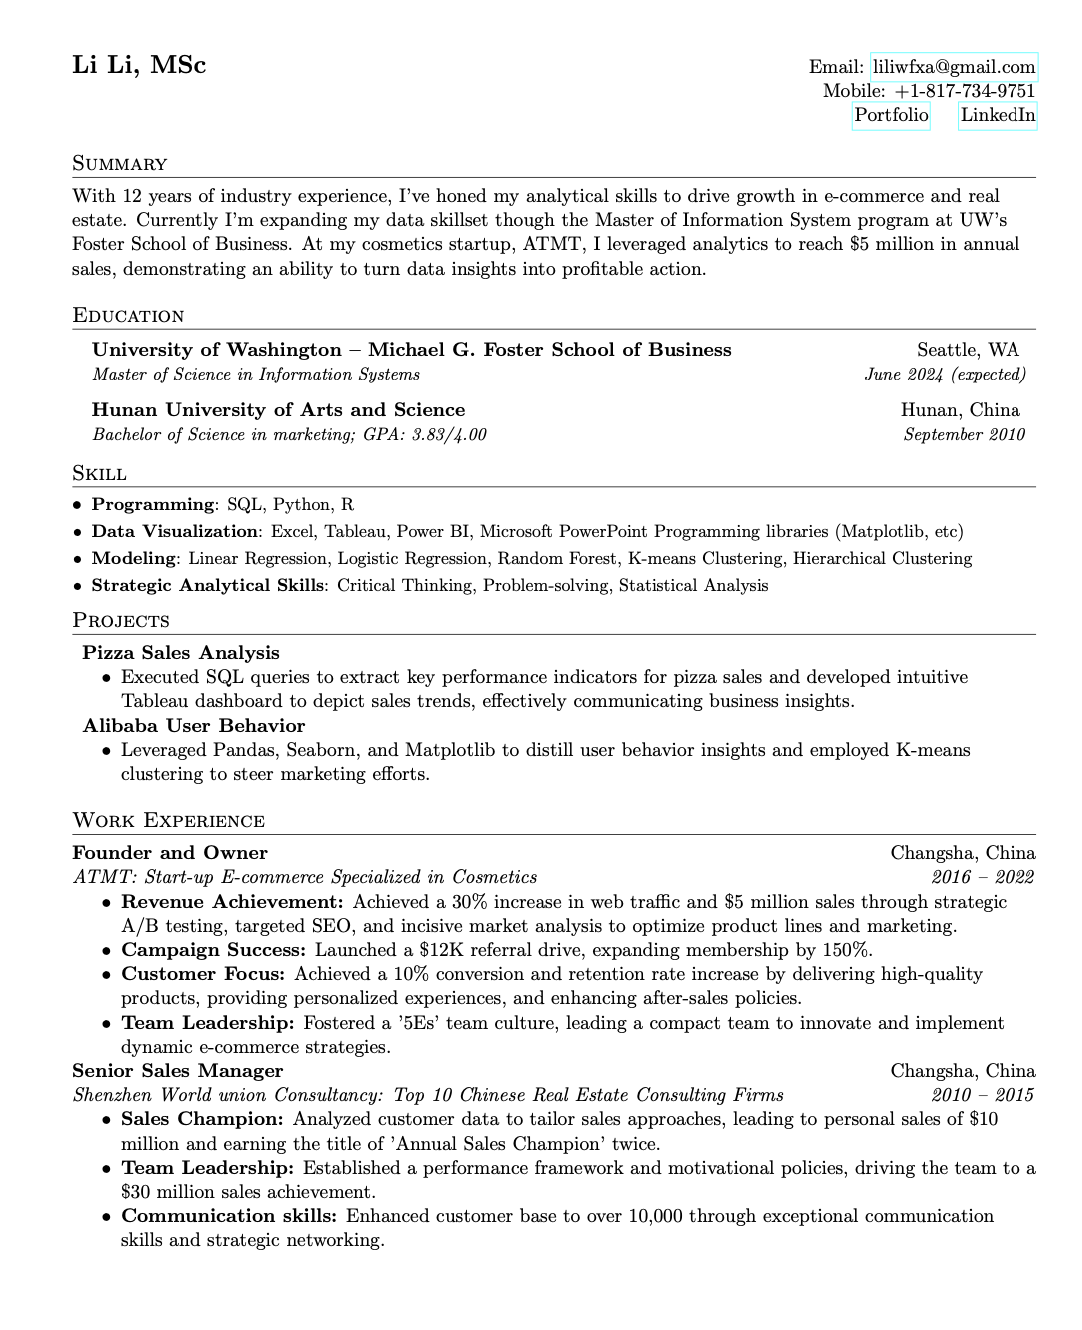 Li Li, MSc
Email: liliwfxa@gmail.com
Mobile: +1-817-734-9751
Portfolio LinkedIn
Summary
With 12 years of industry experience, I've honed my analytical skills to drive growth in e-commerce and real
estate. Currently I'm expanding my data skillset though the Master of Information System program at UW's
Foster School of Business. At my cosmetics startup, ATMT, I leveraged analytics to reach $5 million in annual
sales, demonstrating an ability to turn data insights into profitable action.
Education
University of Washington – Michael G. Foster School of Business Seattle, WA
Master of Science in Information Systems June 2024 (expected)
Hunan University of Arts and Science Hunan, China
Bachelor of Science in marketing; GPA: 3.83/4.00 September 2010
Skill
• Programming: SQL, Python, R
• Data Visualization: Excel, Tableau, Power BI, Microsoft PowerPoint Programming libraries (Matplotlib, etc)
• Modeling: Linear Regression, Logistic Regression, Random Forest, K-means Clustering, Hierarchical Clustering
• Strategic Analytical Skills: Critical Thinking, Problem-solving, Statistical Analysis
Projects
Pizza Sales Analysis
• Executed SQL queries to extract key performance indicators for pizza sales and developed intuitive
Tableau dashboard to depict sales trends, effectively communicating business insights.
Alibaba User Behavior
• Leveraged Pandas, Seaborn, and Matplotlib to distill user behavior insights and employed K-means
clustering to steer marketing efforts.
Work Experience
Founder and Owner Changsha, China
ATMT: Start-up E-commerce Specialized in Cosmetics 2016 – 2022
• Revenue Achievement: Achieved a 30% increase in web traffic and $5 million sales through strategic
A/B testing, targeted SEO, and incisive market analysis to optimize product lines and marketing.
• Campaign Success: Launched a $12K referral drive, expanding membership by 150%.
• Customer Focus: Achieved a 10% conversion and retention rate increase by delivering high-quality
products, providing personalized experiences, and enhancing after-sales policies.
• Team Leadership: Fostered a '5Es' team culture, leading a compact team to innovate and implement
dynamic e-commerce strategies.
Senior Sales Manager Changsha, China
Shenzhen World union Consultancy: Top 10 Chinese Real Estate Consulting Firms 2010 – 2015
• Sales Champion: Analyzed customer data to tailor sales approaches, leading to personal sales of $10
million and earning the title of 'Annual Sales Champion' twice.
• Team Leadership: Established a performance framework and motivational policies, driving the team to a
$30 million sales achievement.
• Communication skills: Enhanced customer base to over 10,000 through exceptional communication
skills and strategic networking.